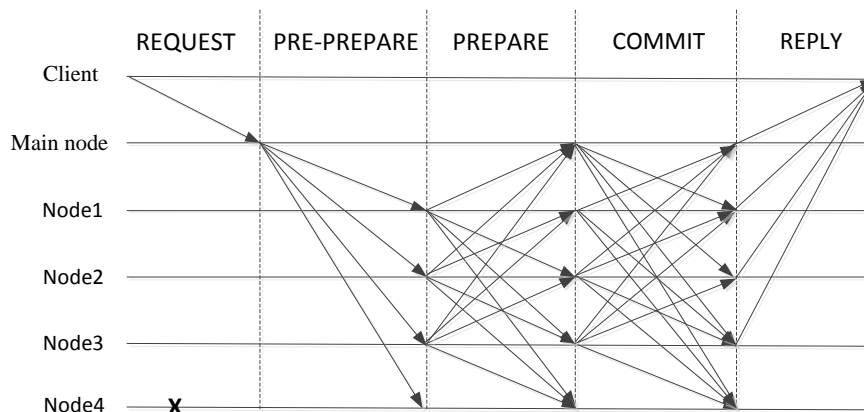 REQUEST PRE-PREPARE PREPARE COMMIT REPLY
Client
Main node
Node1
Node2
Node3
Node4 X